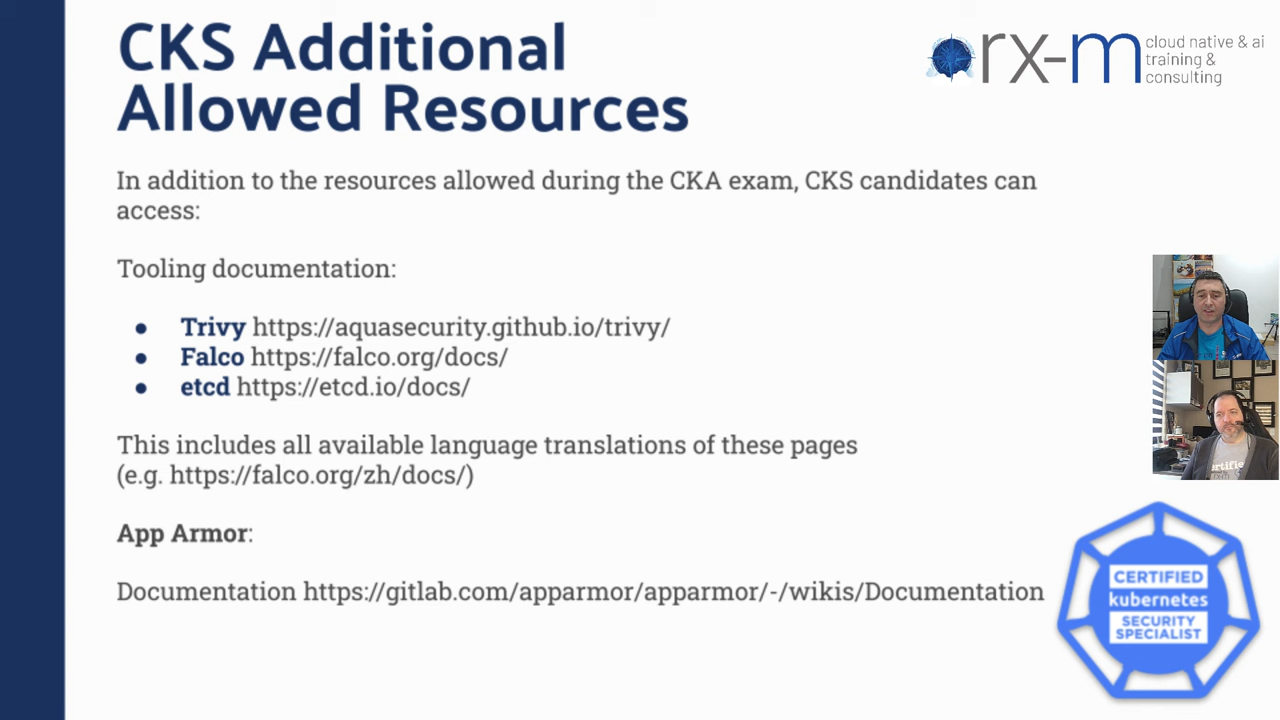 CKS Additional
Allowed Resources
rx-m cloud native & ai
training &
consulting
In addition to the resources allowed during the CKA exam, CKS candidates can
access:
Tooling documentation:
● Trivy https://aquasecurity.github.io/trivy/
● Falco https://falco.org/docs/
● etcd https://etcd.io/docs/
This includes all available language translations of these pages
(e.g. https://falco.org/zh/docs/)
App Armor:
Documentation https://gitlab.com/apparmor/apparmor/-/wikis/Documentation
CERTIFIED
kubernetes
SECURITY
SPECIALIST